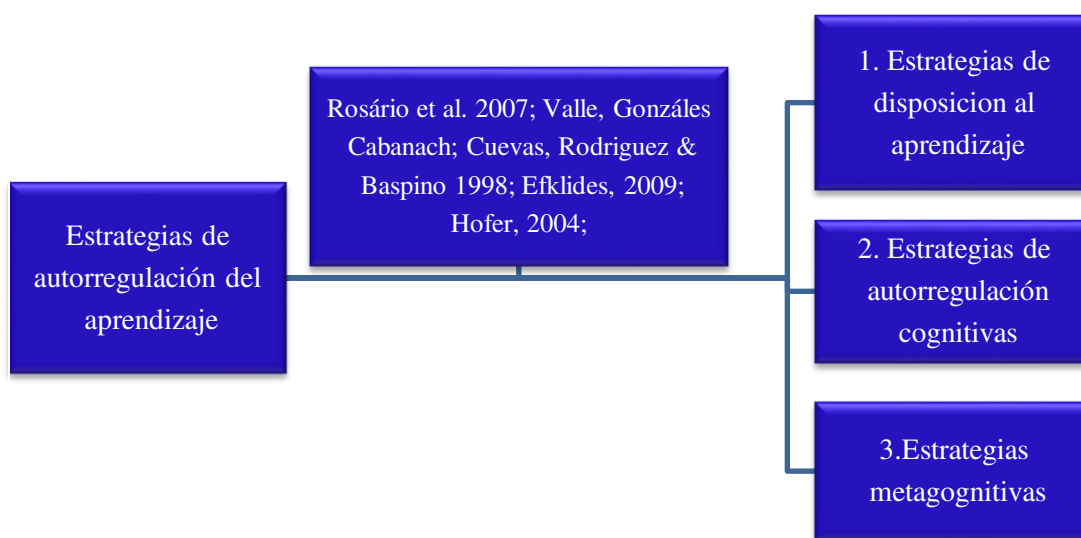 Estrategias de
autorregulación del
aprendizaje
Rosário et al. 2007; Valle, Gonzáles
Cabanach; Cuevas, Rodriguez &
Baspino 1998; Efklides, 2009;
Hofer, 2004;
1. Estrategias de
disposicion al
aprendizaje
2. Estrategias de
autorregulación
cognitivas
3.Estrategias
metagognitivas